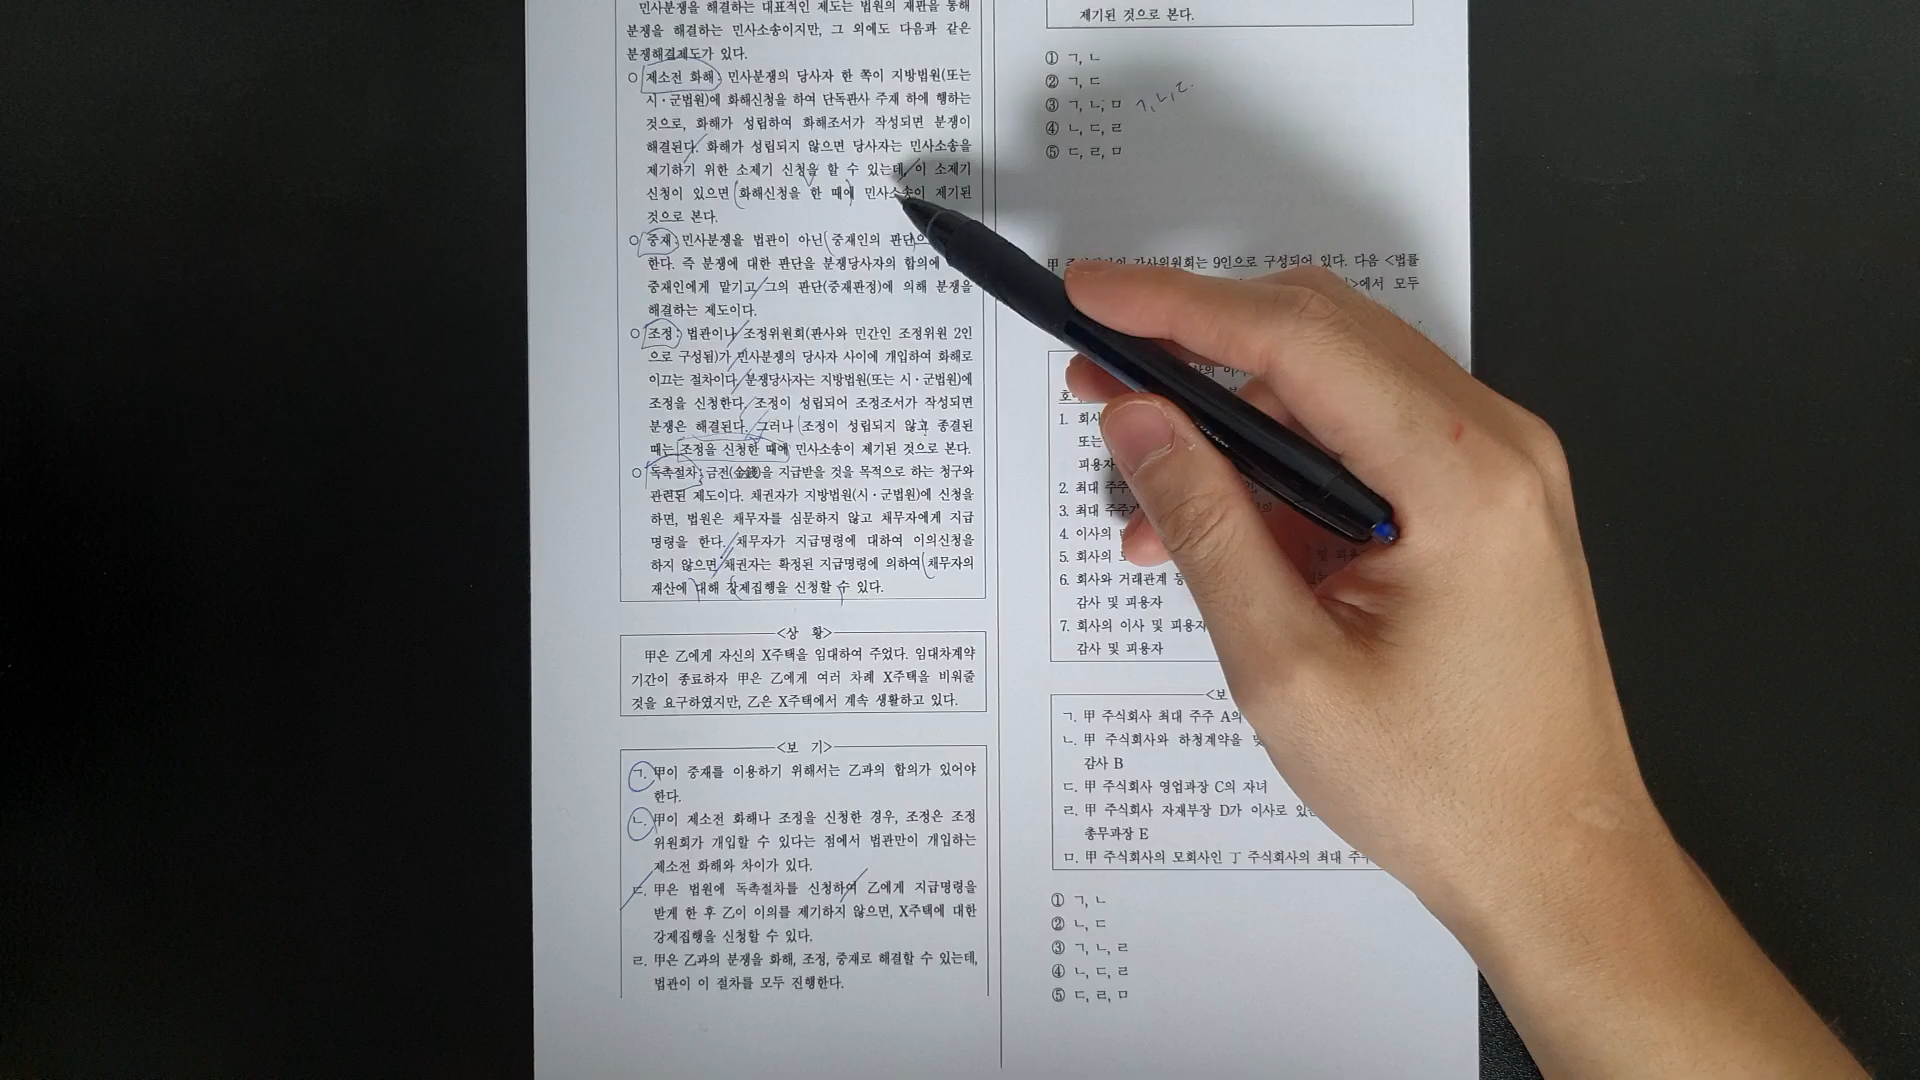 민사분쟁을 해결하는 대표적인 제도는 법원의 재판을 통해
분쟁을 해결하는 민사소송이지만, 그 외에도 다음과 같은
분쟁해결제도가 있다.
○ 제소전 화해: 민사분쟁의 당사자 한 쪽이 지방법원(또는
시·군법원)에 화해신청을 하여 단독판사 주재 하에 행하는
것으로, 화해가 성립하여 화해조서가 작성되면 분쟁이
해결된다. 화해가 성립되지 않으면 당사자는 민사소송을
제기하기 위한 소제기 신청을 할 수 있는데, 이 소제기
신청이 있으면 화해신청을 한 때에 민사소송이 제기된
것으로 본다.
○ 중재: 민사분쟁을 법관이 아닌 중재인의 판단으
한다. 즉 분쟁에 대한 판단을 분쟁당사자의 합의에
중재인에게 맡기고 그의 판단(중재판정)에 의해 분쟁을
해결하는 제도이다.
○ 조정: 법관이나 조정위원회(판사와 민간인 조정위원 2인
으로 구성됨)가 민사분쟁의 당사자 사이에 개입하여 화해로
이끄는 절차이다. 분쟁당사자는 지방법원(또는 시·군법원)에
조정을 신청한다. 조정이 성립되어 조정조서가 작성되면
분쟁은 해결된다. 그러나 조정이 성립되지 않고 종결된
때는 조정을 신청한 때에 민사소송이 제기된 것으로 본다.
○ 독촉절차: 금전(金錢)을 지급받을 것을 목적으로 하는 청구와
관련된 제도이다. 채권자가 지방법원(시·군법원)에 신청을
하면, 법원은 채무자를 심문하지 않고 채무자에게 지급
명령을 한다. 채무자가 지급명령에 대하여 이의신청을
하지 않으면 채권자는 확정된 지급명령에 의하여 채무자의
재산에 대해 강제집행을 신청할 수 있다.
<상 황>
甲은 乙에게 자신의 X주택을 임대하여 주었다. 임대차계약
기간이 종료하자 甲은 乙에게 여러 차례 X주택을 비워줄
것을 요구하였지만, 乙은 X주택에서 계속 생활하고 있다.
<보 기>
ㄱ. 甲이 중재를 이용하기 위해서는 乙과의 합의가 있어야
한다.
ㄴ. 甲이 제소전 화해나 조정을 신청한 경우, 조정은 조정
위원회가 개입할 수 있다는 점에서 법관만이 개입하는
제소전 화해와 차이가 있다.
ㄷ. 甲은 법원에 독촉절차를 신청하여 乙에게 지급명령을
받게 한 후 乙이 이의를 제기하지 않으면, X주택에 대한
강제집행을 신청할 수 있다.
ㄹ. 甲은 乙과의 분쟁을 화해, 조정, 중재로 해결할 수 있는데,
법관이 이 절차를 모두 진행한다.
제기된 것으로 본다.
① ㄱ, ㄴ
② ㄱ, ㄷ
③ ㄱ, ㄴ, ㅁ ㄱ, ㄴ, ㄷ.
④ ㄴ, ㄷ, ㄹ
⑤ ㄷ, ㄹ, ㅁ
甲 감사위원회는 9인으로 구성되어 있다. 다음 <법률
>에서 모두
1. 회사
또는
피용자
2. 최대 주주
3. 최대 주주가
4. 이사의
5. 회사의
6. 회사와 거래관계 등
감사 및 피용자
7. 회사의 이사 및 피용자
감사 및 피용자
<보
ㄱ. 甲 주식회사 최대 주주 A의
ㄴ. 甲 주식회사와 하청계약을
감사 B
ㄷ. 甲 주식회사 영업과장 C의 자녀
ㄹ. 甲 주식회사 자재부장 D가 이사로
총무과장 E
ㅁ. 甲 주식회사의 모회사인 丁 주식회사의 최대
① ㄱ, ㄴ
② ㄴ, ㄷ
③ ㄱ, ㄴ, ㄹ
④ ㄴ, ㄷ, ㄹ
⑤ ㄷ, ㄹ, ㅁ